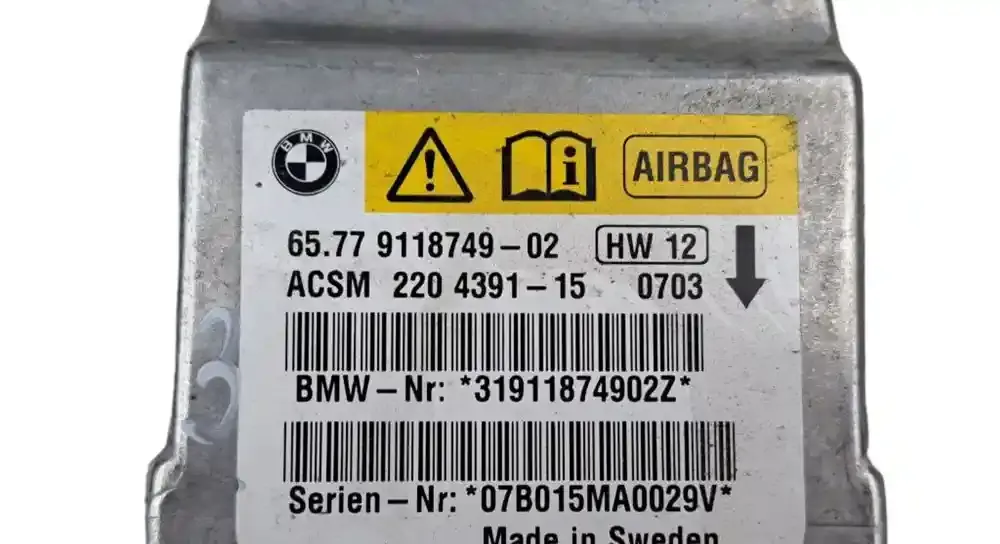 BMW
AIRBAG
65.77 9118749-02 HW 12
ACSM 220 4391-15 0703
BMW-Nr: *31911874902Z*
Serien-Nr: *07B015MA0029V*
Made in Sweden